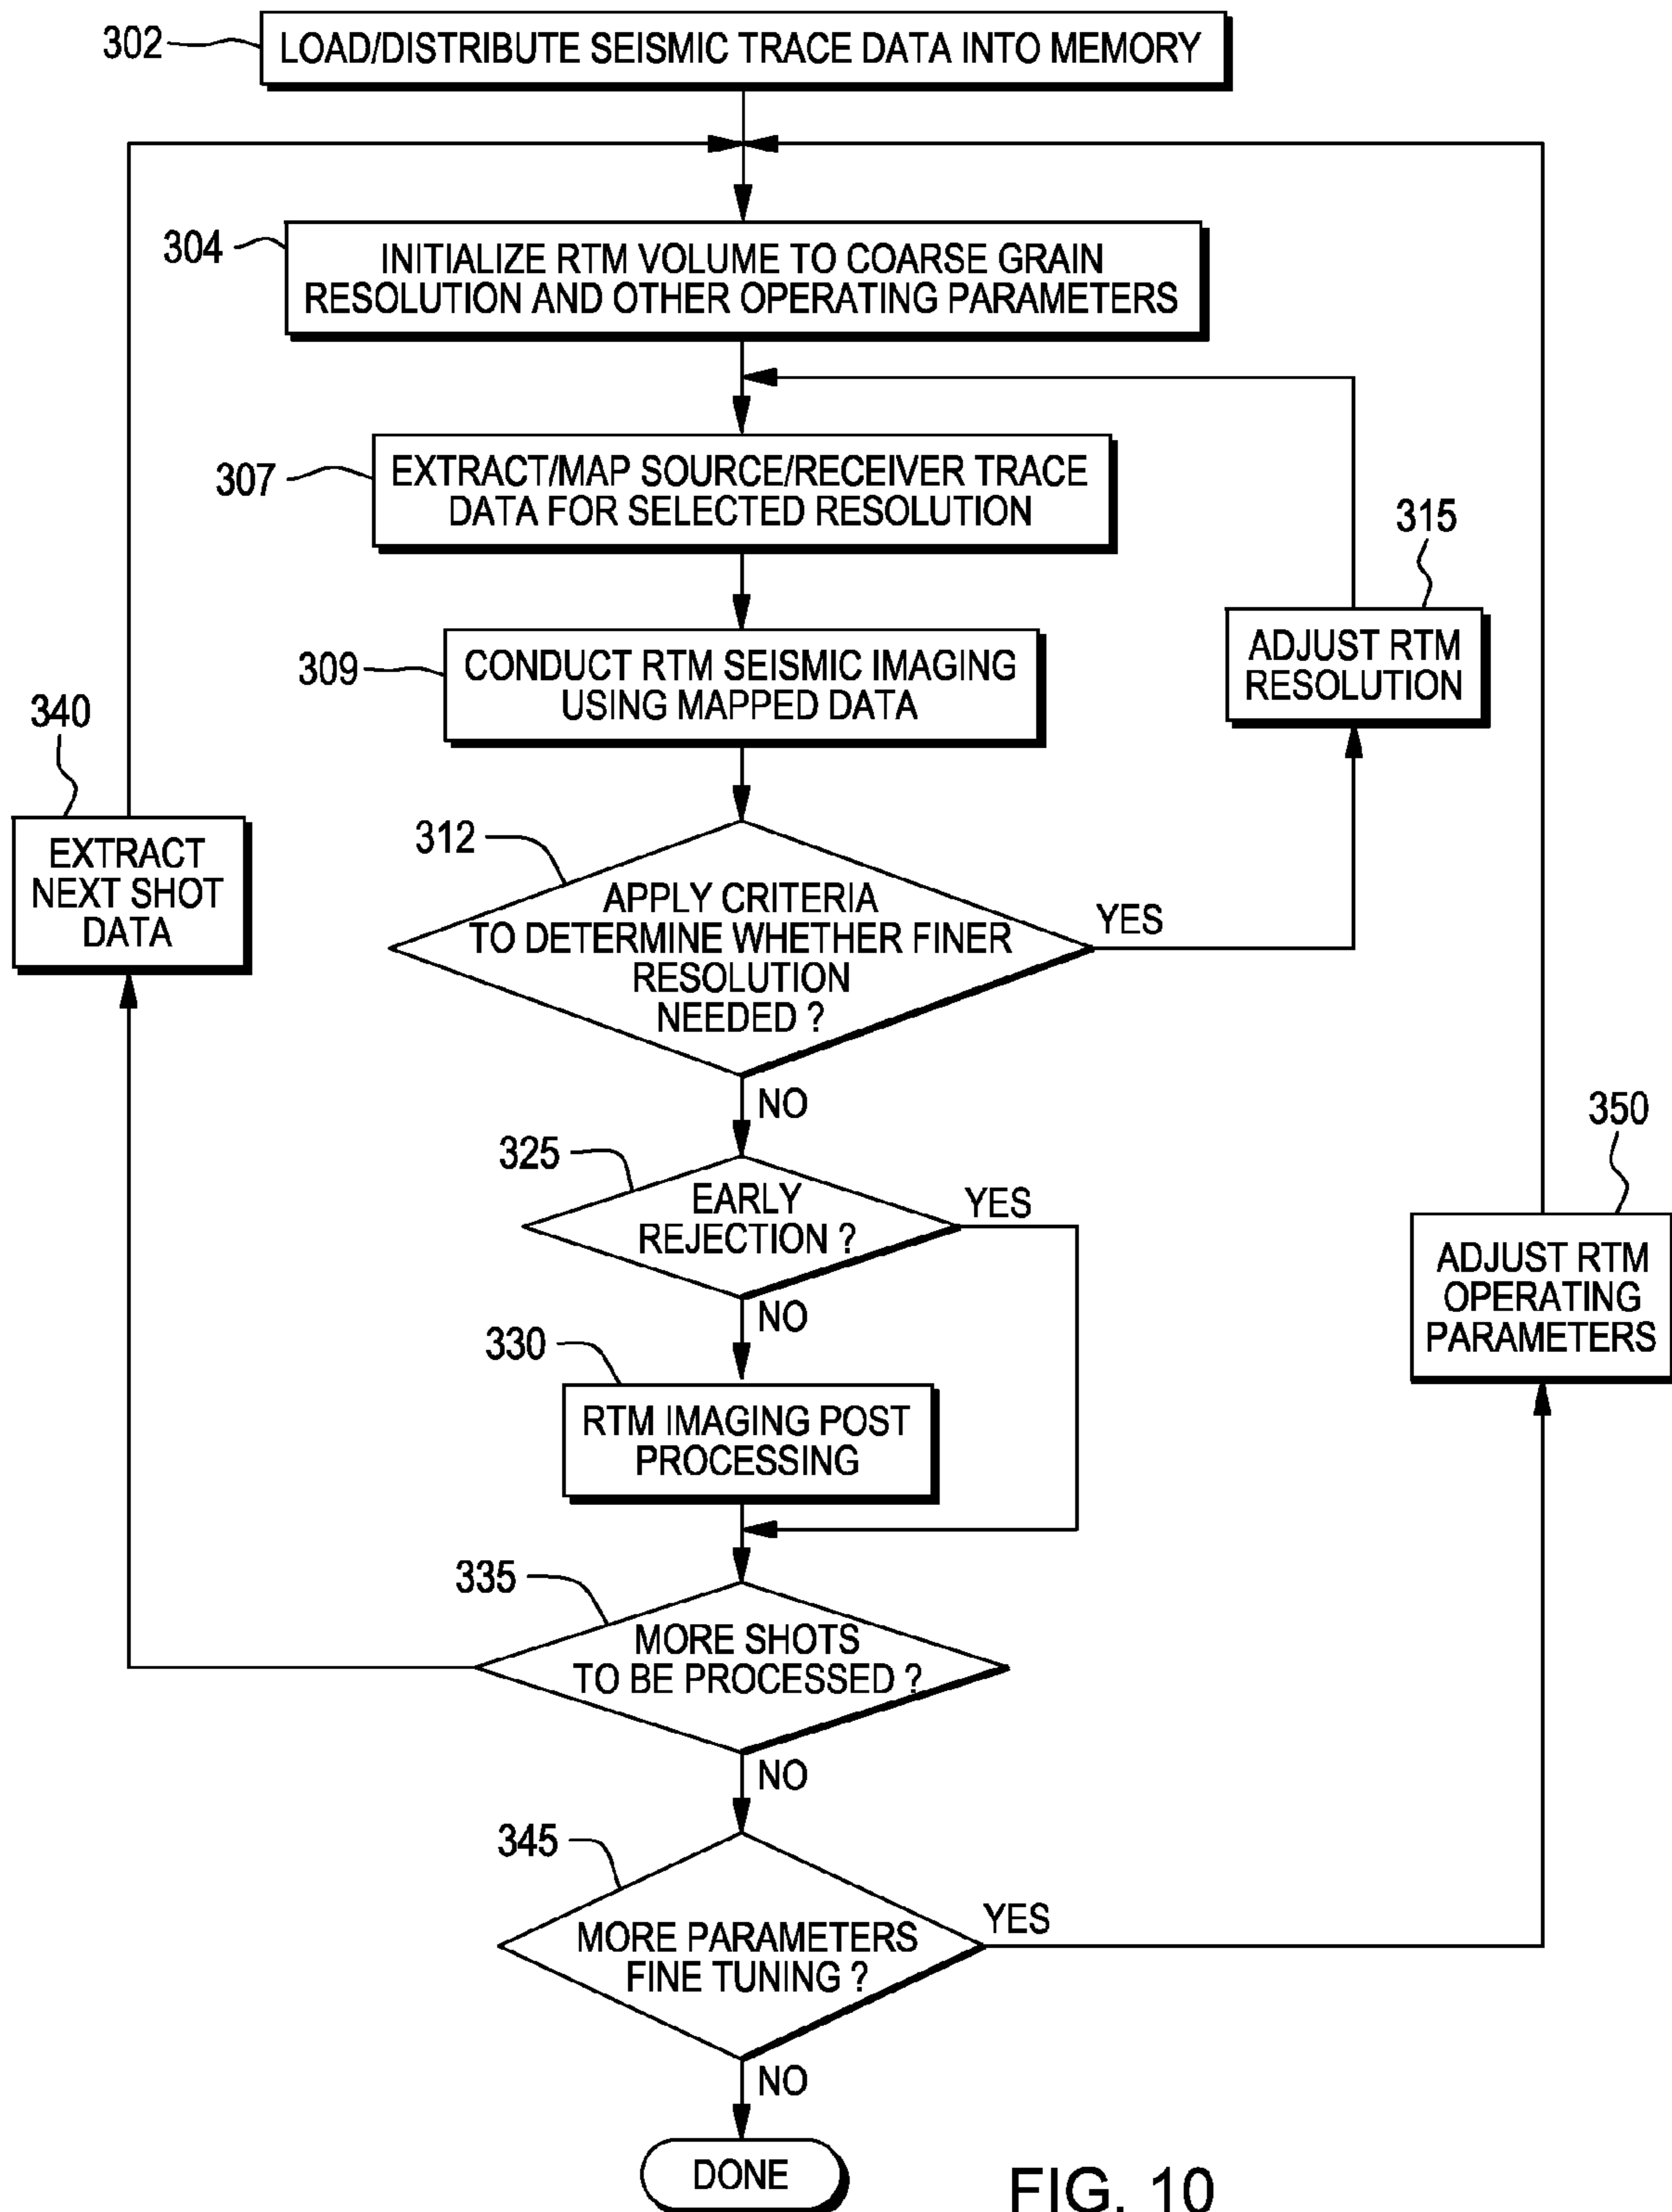 302
LOAD/DISTRIBUTE SEISMIC TRACE DATA INTO MEMORY
304
INITIALIZE RTM VOLUME TO COARSE GRAIN
RESOLUTION AND OTHER OPERATING PARAMETERS
307
EXTRACT/MAP SOURCE/RECEIVER TRACE
DATA FOR SELECTED RESOLUTION
315
ADJUST RTM
RESOLUTION
309
CONDUCT RTM SEISMIC IMAGING
USING MAPPED DATA
340
EXTRACT
NEXT SHOT
DATA
312
APPLY CRITERIA
TO DETERMINE WHETHER FINER
RESOLUTION
NEEDED ?
YES
NO
325
EARLY
REJECTION ?
YES
NO
350
ADJUST RTM
OPERATING
PARAMETERS
330
RTM IMAGING POST
PROCESSING
335
MORE SHOTS
TO BE PROCESSED ?
NO
345
MORE PARAMETERS
FINE TUNING ?
YES
NO
DONE
FIG. 10